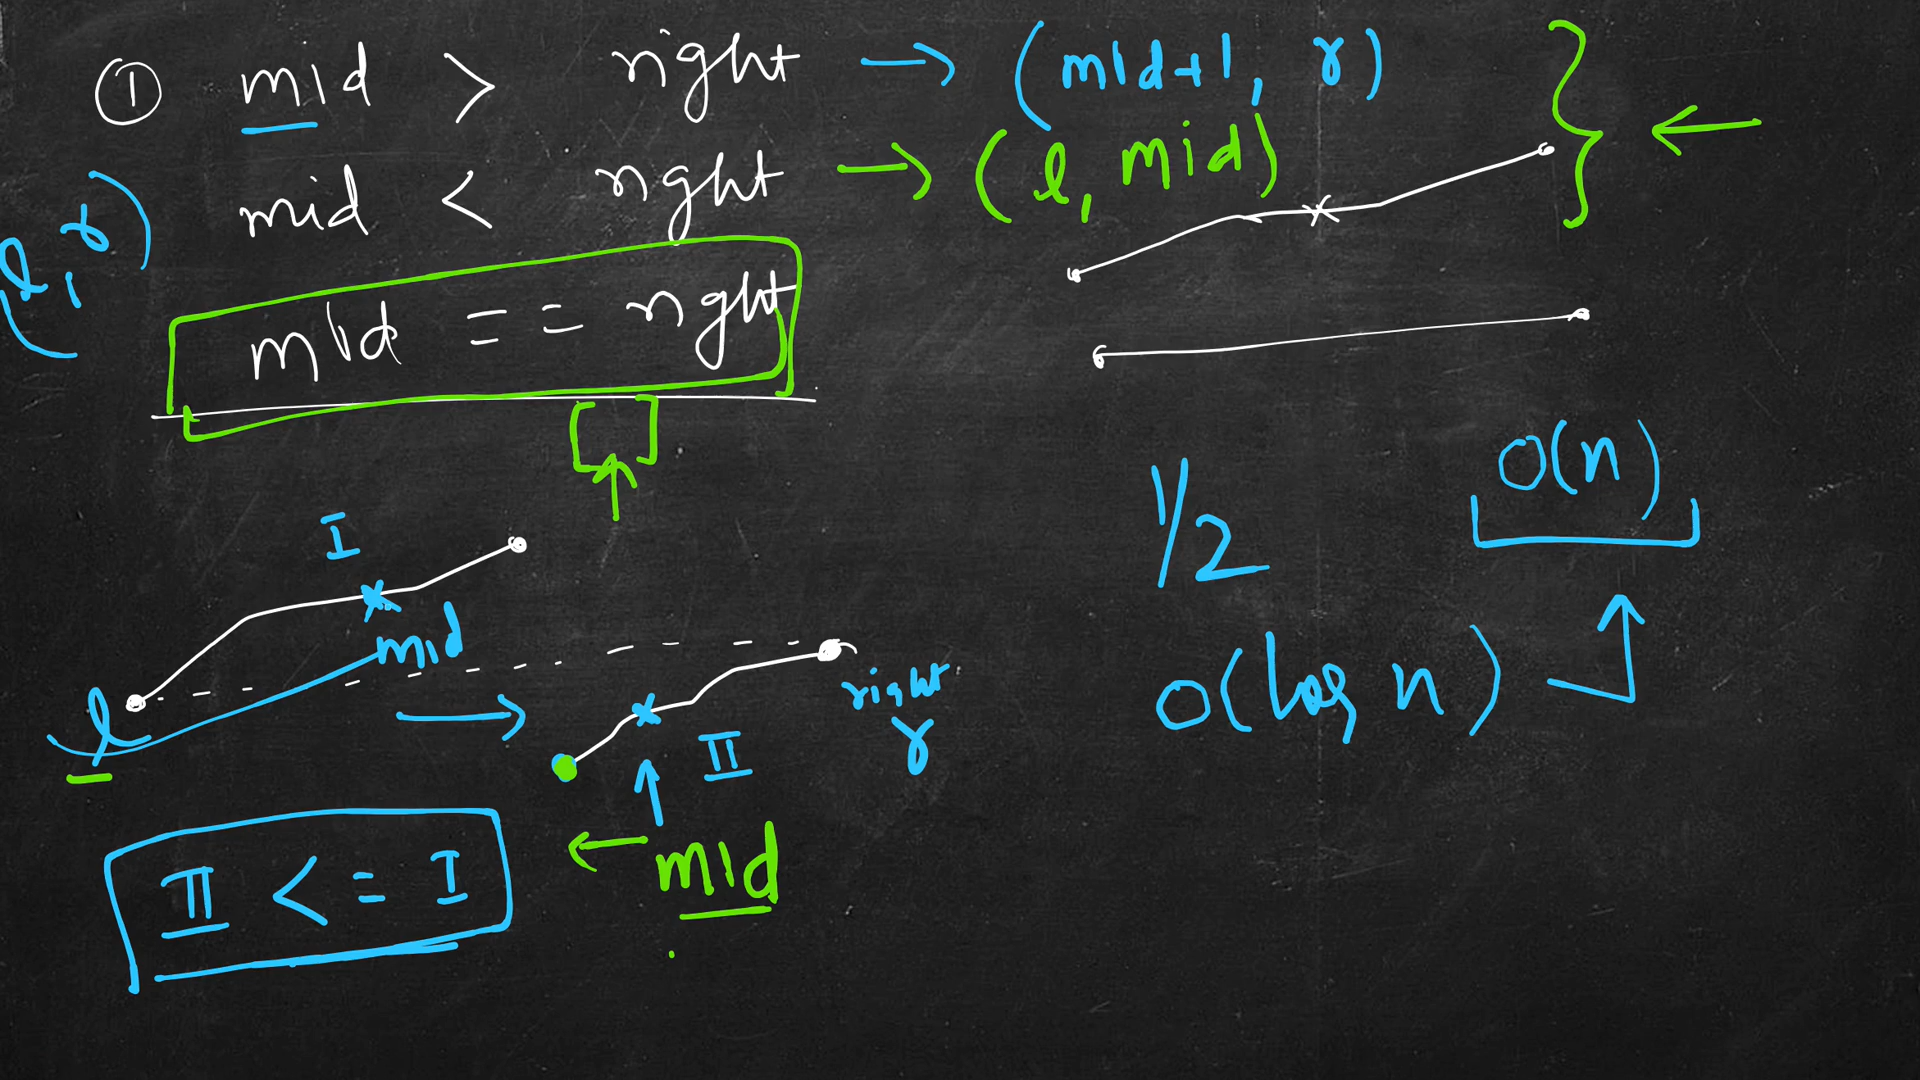 ① mid > right → (mid+1, r)
mid < right → (l, mid)
(l, r)
mid == right
[ ]
I
mid
l
right
r
II
mid
II <= I
1/2
O(n)
O(log n)